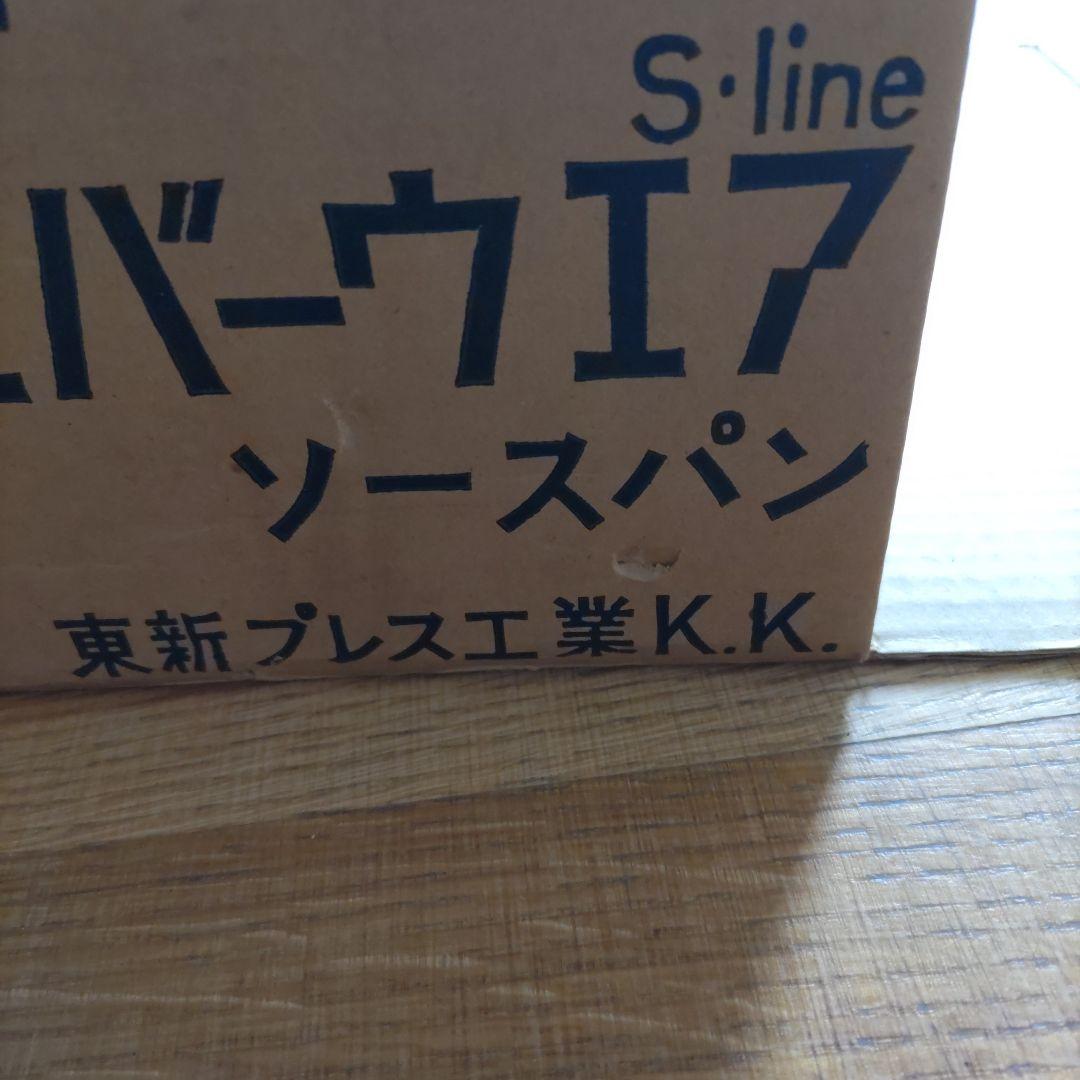 S·line
バーウエア
ソースパン
東新プレス工業K.K.